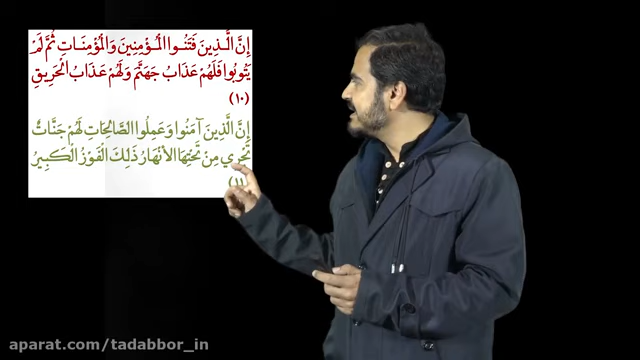 إِنَّ الَّذِينَ فَتَنُوا الْمُؤْمِنِينَ وَالْمُؤْمِنَاتِ ثُمَّ لَمْ
يَتُوبُوا فَلَهُمْ عَذَابُ جَهَنَّمَ وَلَهُمْ عَذَابُ الْحَرِيقِ
(١٠)
إِنَّ الَّذِينَ آمَنُوا وَعَمِلُوا الصَّالِحَاتِ لَهُمْ جَنَّاتٌ
تَجْرِي مِنْ تَحْتِهَا الْأَنْهَارُ ذَلِكَ الْفَوْزُ الْكَبِيرُ
(١١)
aparat.com/tadabbor_in